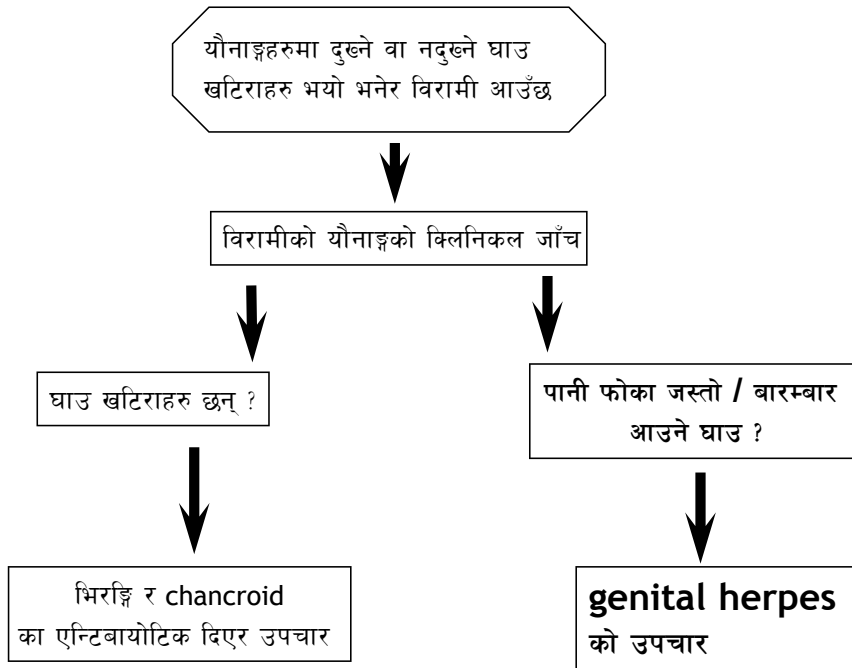 यौनाङ्गहरुमा दुख्ने वा नदुख्ने घाउ
खटिराहरु भयो भनेर विरामी आउँछ
विरामीको यौनाङ्गको क्लिनिकल जाँच
घाउ खटिराहरु छन् ?
पानी फोका जस्तो / बारम्बार
आउने घाउ ?
भिरङ्गि र chancroid
का एन्टिबायोटिक दिएर उपचार
genital herpes
को उपचार